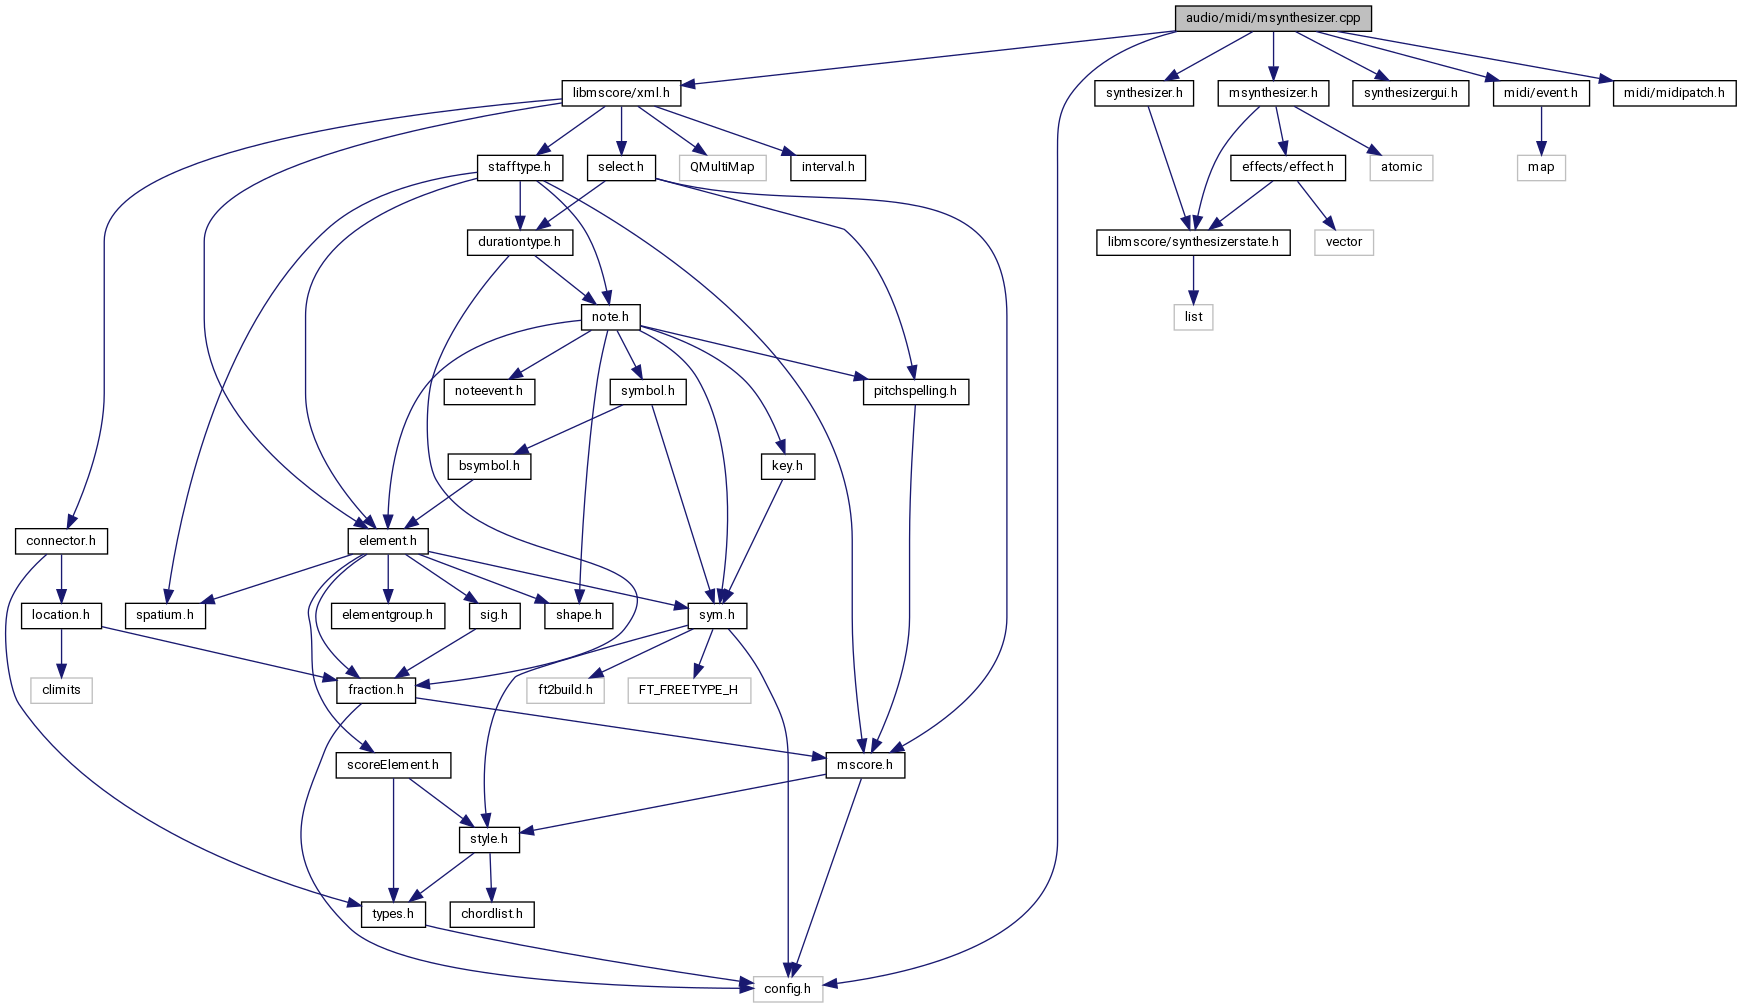 audio/midi/msynthesizer.cpp
libmscore/xml.h
synthesizer.h
msynthesizer.h
synthesizergui.h
midi/event.h
midi/midipatch.h
stafftype.h
select.h
QMultiMap
interval.h
effects/effect.h
atomic
map
durationtype.h
libmscore/synthesizerstate.h
vector
note.h
list
noteevent.h
symbol.h
pitchspelling.h
bsymbol.h
key.h
connector.h
element.h
location.h
spatium.h
elementgroup.h
sig.h
shape.h
sym.h
climits
fraction.h
ft2build.h
FT_FREETYPE_H
scoreElement.h
mscore.h
style.h
types.h
chordlist.h
config.h